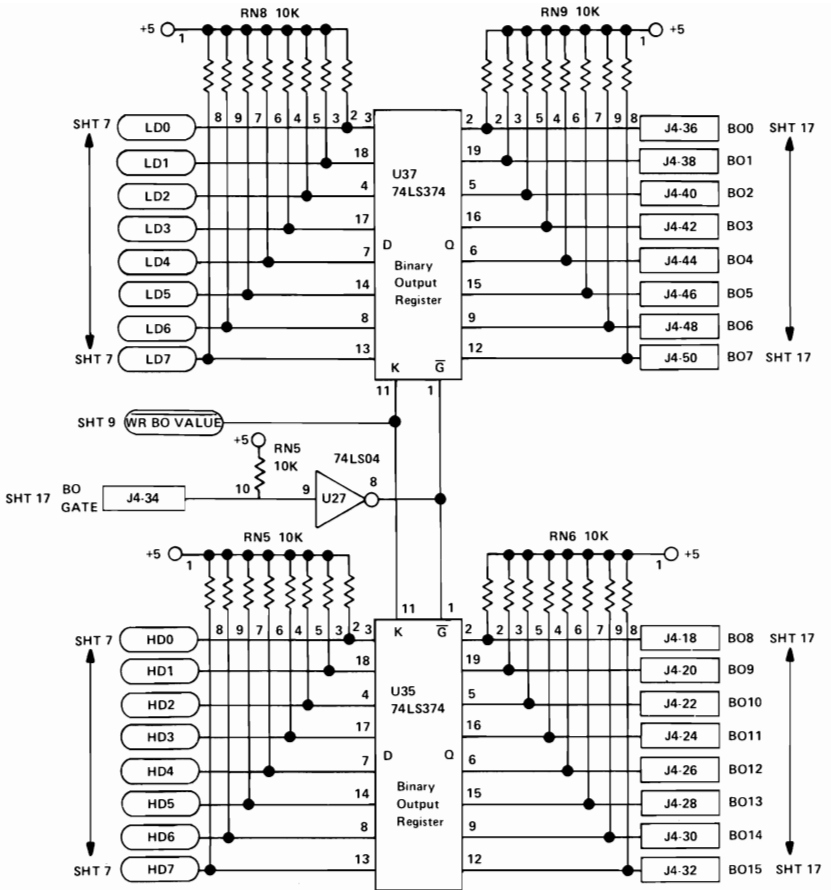 RN8 10K
RN9 10K
+5 1
1 +5
SHT 7 LD0 8 9 7 6 4 5 3 2 3
2 2 3 5 4 6 7 9 8 J4-36 BO0 SHT 17
LD1 18
19 J4-38 BO1
U37
74LS374
LD2 4
5 J4-40 BO2
LD3 17
16 J4-42 BO3
D Q
LD4 7
6 J4-44 BO4
Binary
Output
Register
LD5 14
15 J4-46 BO5
LD6 8
9 J4-48 BO6
SHT 7 LD7 13
12 J4-50 BO7 SHT 17
K G
11 1
SHT 9 WR BO VALUE
+5
RN5
10K
74LS04
SHT 17 BO GATE J4-34 10 9 U27 8
RN5 10K
RN6 10K
+5 1
1 +5
11 1
K G
SHT 7 HD0 8 9 7 6 4 5 3 2 3
2 2 3 5 4 6 7 9 8 J4-18 BO8 SHT 17
HD1 18
19 J4-20 BO9
U35
74LS374
HD2 4
5 J4-22 BO10
HD3 17
16 J4-24 BO11
D Q
HD4 7
6 J4-26 BO12
Binary
Output
Register
HD5 14
15 J4-28 BO13
HD6 8
9 J4-30 BO14
SHT 7 HD7 13
12 J4-32 BO15 SHT 17